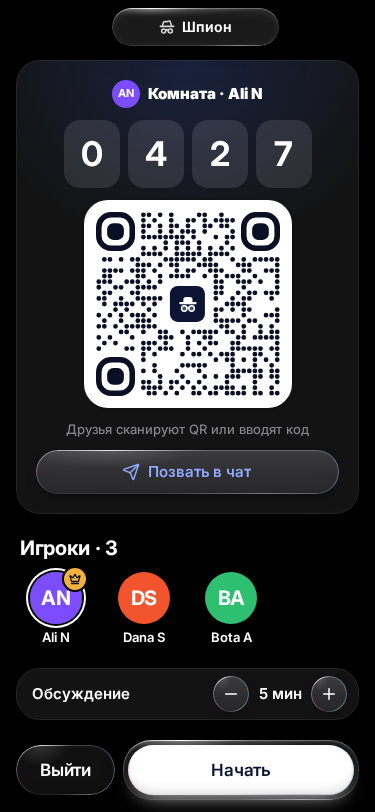 Шпион
AN Комната · Ali N
0 4 2 7
Друзья сканируют QR или вводят код
Позвать в чат
Игроки · 3
AN DS BA
Ali N Dana S Bota A
Обсуждение − 5 мин +
Выйти Начать